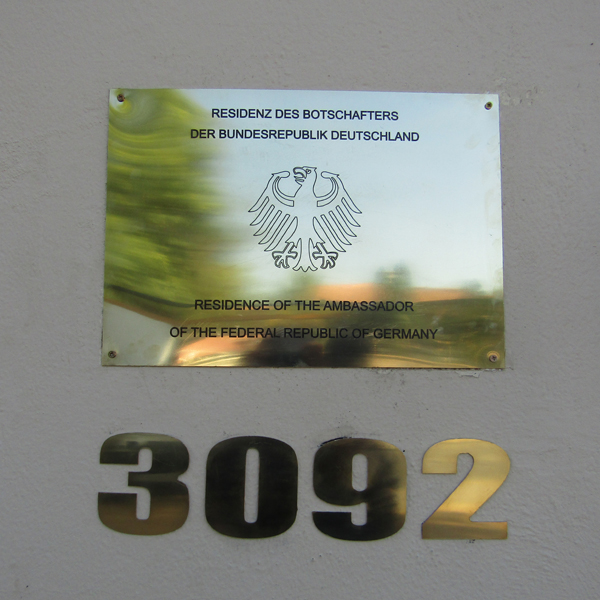 RESIDENZ DES BOTSCHAFTERS
DER BUNDESREPUBLIK DEUTSCHLAND
RESIDENCE OF THE AMBASSADOR
OF THE FEDERAL REPUBLIC OF GERMANY
3092